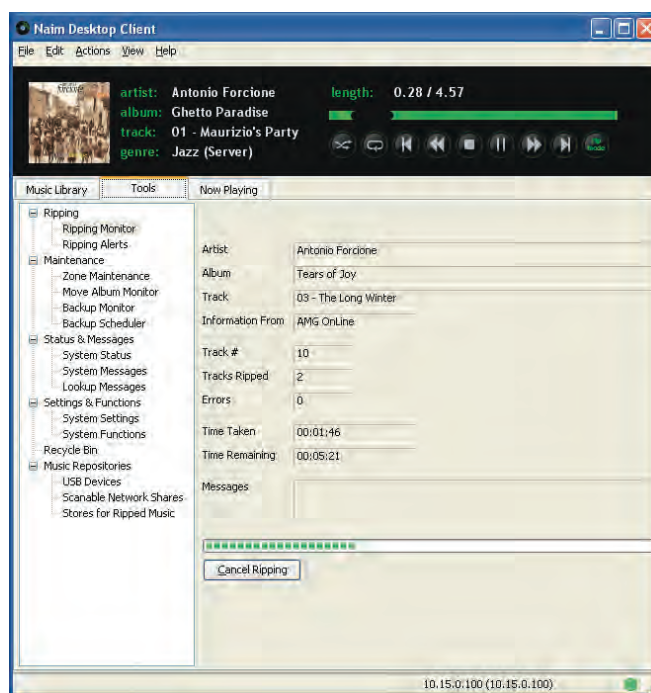 Naim Desktop Client
File Edit Actions View Help
forcione
artist: Antonio Forcione
length: 0.28 / 4.57
album: Ghetto Paradise
track: 01 - Maurizio's Party
genre: Jazz (Server)
Music Library Tools Now Playing
Ripping
Ripping Monitor
Ripping Alerts
Maintenance
Zone Maintenance
Move Album Monitor
Backup Monitor
Backup Scheduler
Status & Messages
System Status
System Messages
Lookup Messages
Settings & Functions
System Settings
System Functions
Recycle Bin
Music Repositories
USB Devices
Scanable Network Shares
Stores for Ripped Music
Artist Antonio Forcione
Album Tears of Joy
Track 03 - The Long Winter
Information From AMG OnLine
Track # 10
Tracks Ripped 2
Errors 0
Time Taken 00:01:46
Time Remaining 00:05:21
Messages
Cancel Ripping
10.15.0.100 (10.15.0.100)